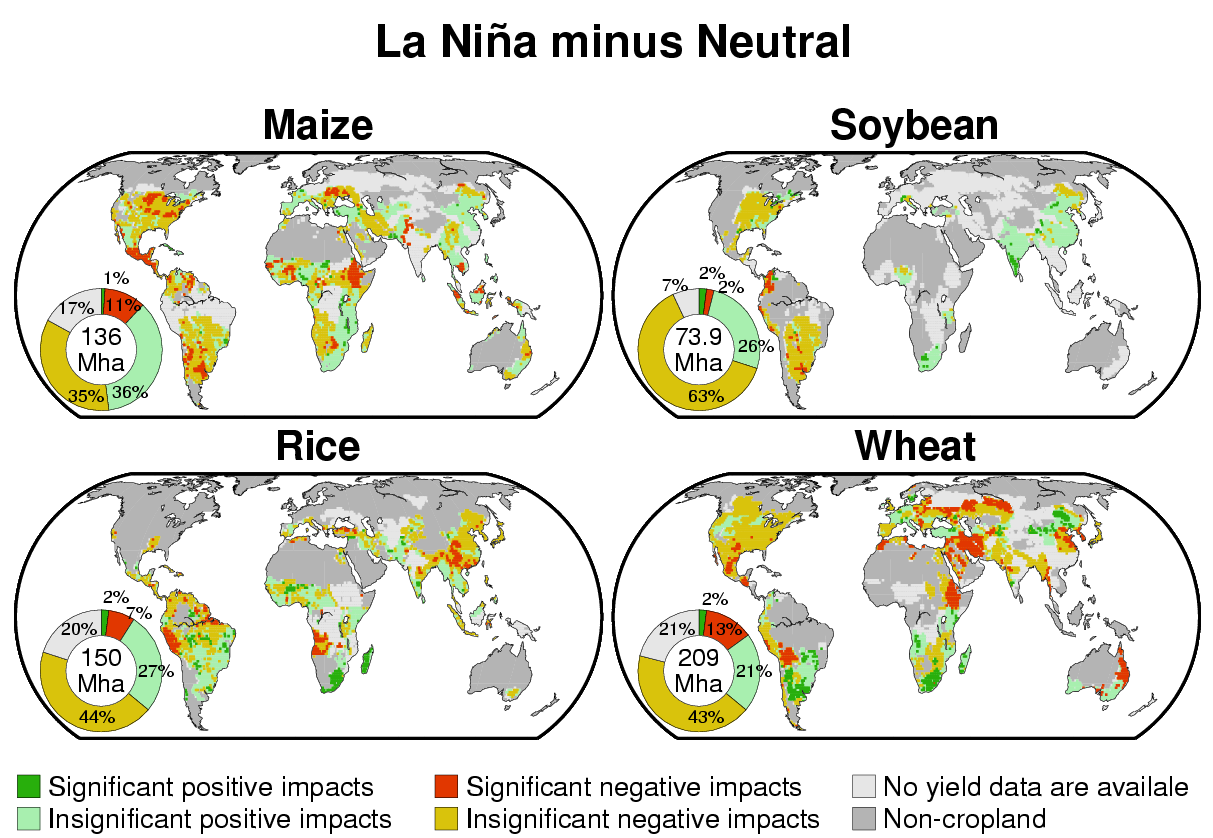 La Niña minus Neutral
Maize
Soybean
1%
17%
11%
136
Mha
35%
36%
2%
7%
2%
73.9
Mha
26%
63%
Rice
Wheat
2%
7%
20%
150
Mha
27%
44%
2%
21%
13%
209
Mha
21%
43%
Significant positive impacts
Significant negative impacts
No yield data are availale
Insignificant positive impacts
Insignificant negative impacts
Non-cropland